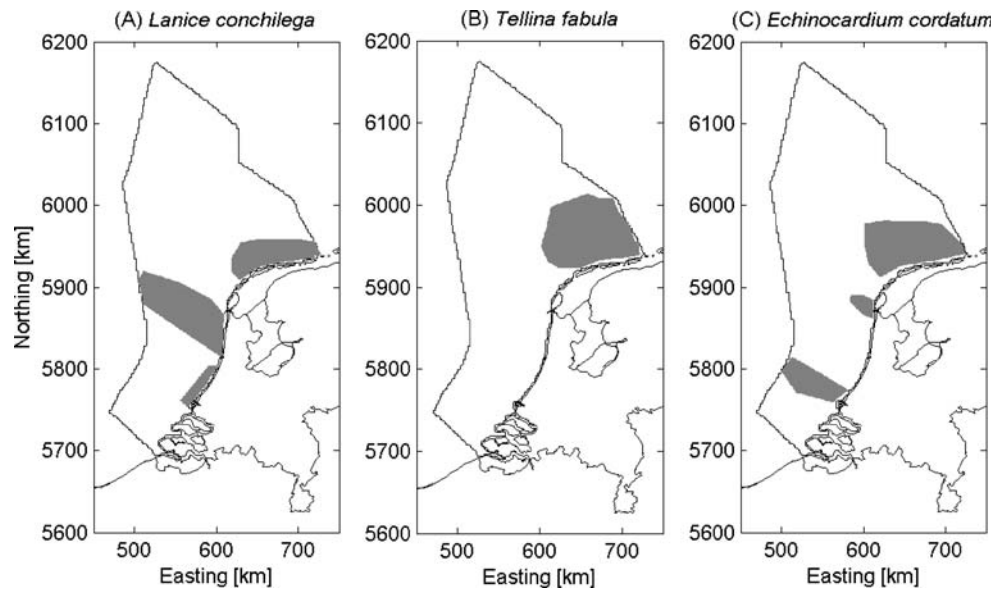 (A) Lanice conchilega
(B) Tellina fabula
(C) Echinocardium cordatum
Northing [km]
6200
6100
6000
5900
5800
5700
5600
500 600 700
Easting [km]
6200
6100
6000
5900
5800
5700
5600
500 600 700
Easting [km]
6200
6100
6000
5900
5800
5700
5600
500 600 700
Easting [km]